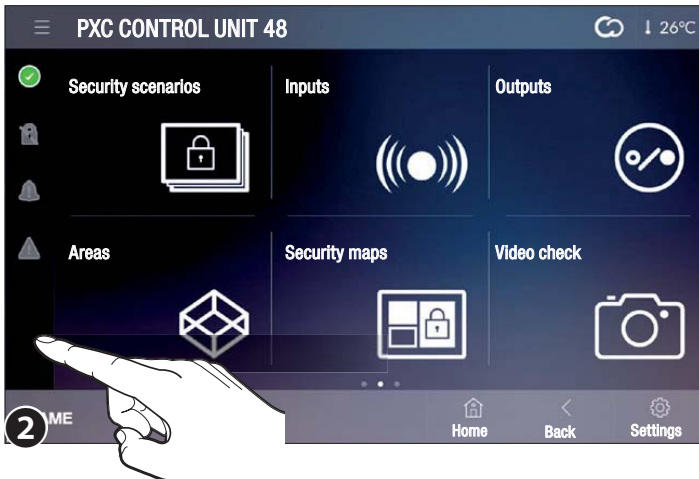 PXC CONTROL UNIT 48
26°C
Security scenarios
Inputs
Outputs
Areas
Security maps
Video check
2
Home
Back
Settings